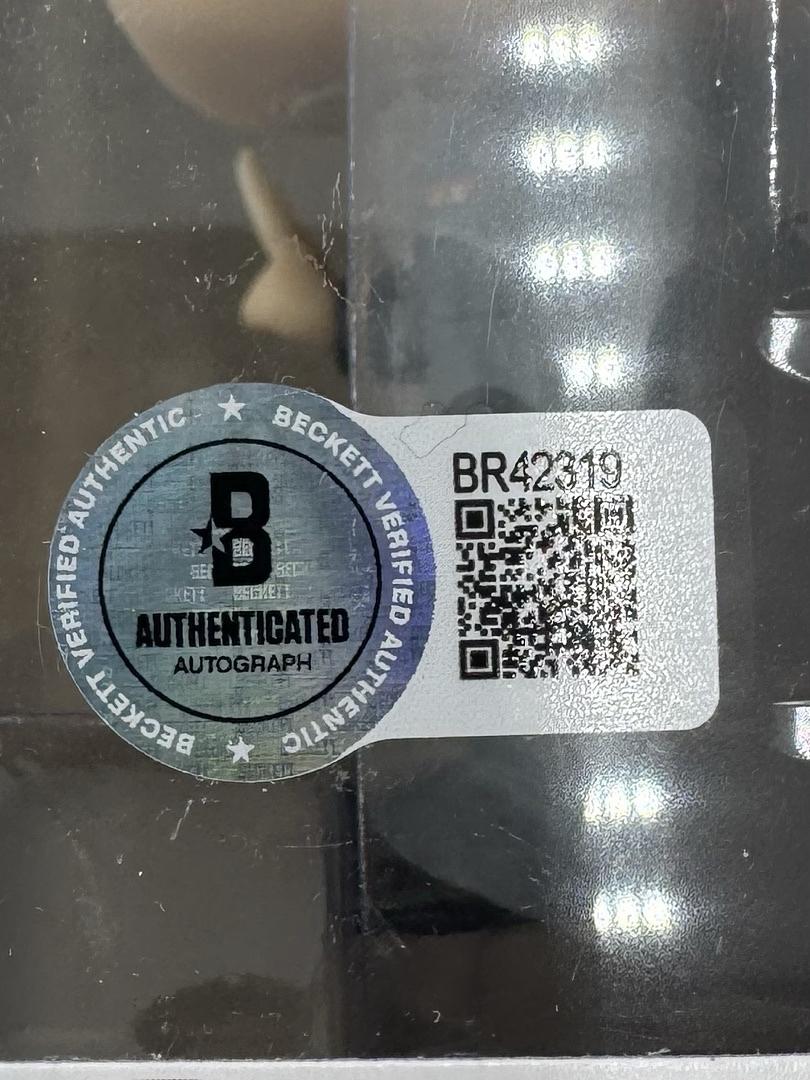 BECKETT VERIFIED AUTHENTIC
BECKETT VERIFIED AUTHENTIC
B
AUTHENTICATED
AUTOGRAPH
BR42319